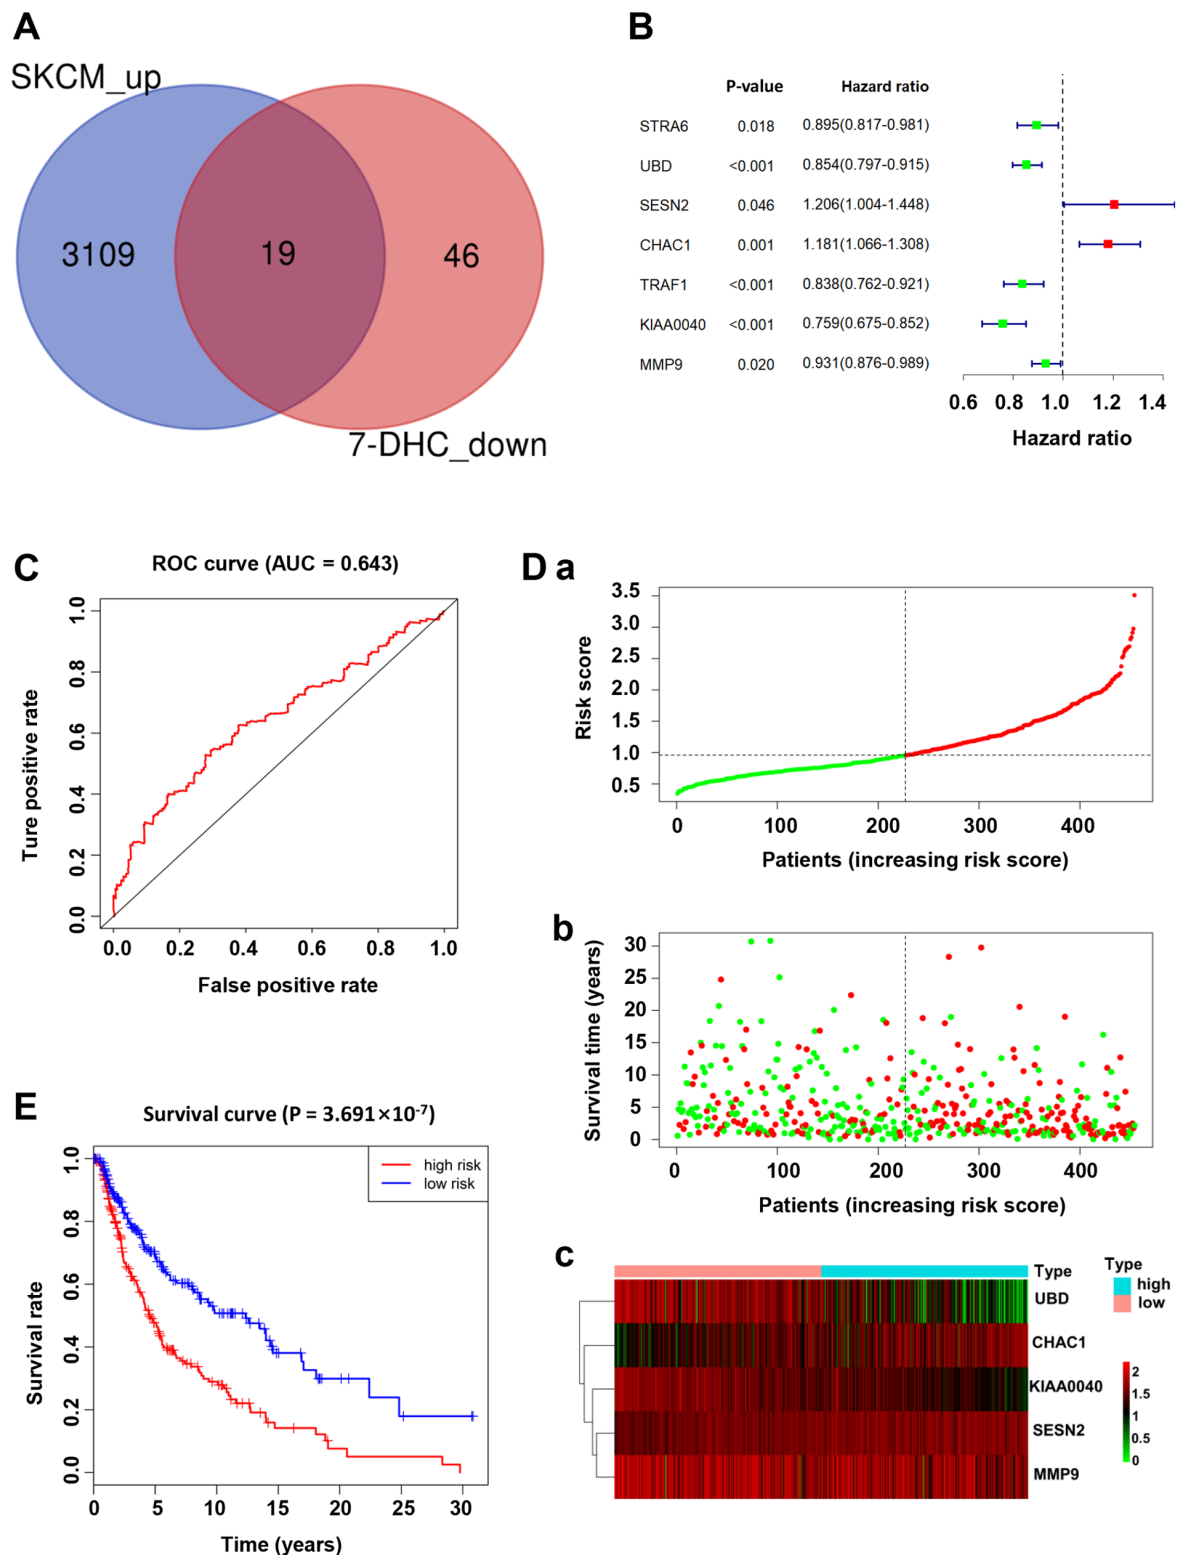 A
SKCM_up
3109
19
46
7-DHC_down
B
P-value Hazard ratio
STRA6 0.018 0.895(0.817-0.981)
UBD <0.001 0.854(0.797-0.915)
SESN2 0.046 1.206(1.004-1.448)
CHAC1 0.001 1.181(1.066-1.308)
TRAF1 <0.001 0.838(0.762-0.921)
KIAA0040 <0.001 0.759(0.675-0.852)
MMP9 0.020 0.931(0.876-0.989)
0.6 0.8 1.0 1.2 1.4
Hazard ratio
C
ROC curve (AUC = 0.643)
Ture positive rate
1.0
0.8
0.6
0.4
0.2
0.0
0.0 0.2 0.4 0.6 0.8 1.0
False positive rate
D a
Risk score
3.5
3.0
2.5
2.0
1.5
1.0
0.5
0 100 200 300 400
Patients (increasing risk score)
b
Survival time (years)
30
25
20
15
10
5
0
0 100 200 300 400
Patients (increasing risk score)
c
Type
UBD
CHAC1
KIAA0040
SESN2
MMP9
Type
high
low
2
1.5
1
0.5
0
E
Survival curve (P = 3.691×10⁻⁷)
high risk
low risk
Survival rate
1.0
0.8
0.6
0.4
0.2
0.0
0 5 10 15 20 25 30
Time (years)